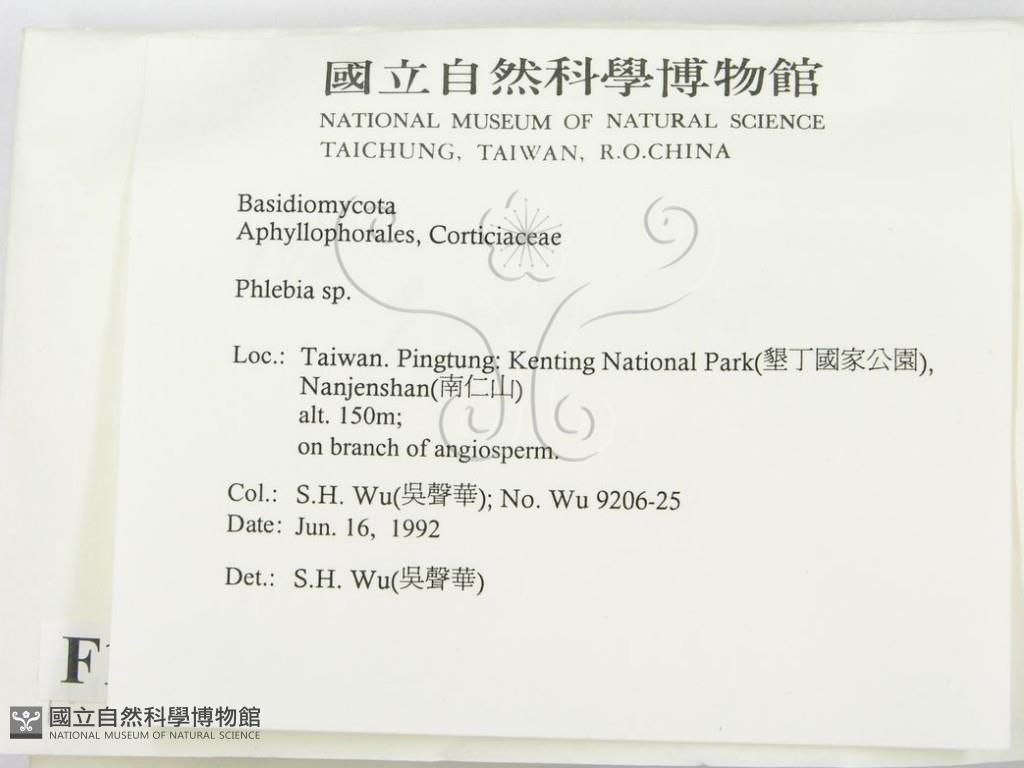 國立自然科學博物館
NATIONAL MUSEUM OF NATURAL SCIENCE
TAICHUNG, TAIWAN, R.O.CHINA
Basidiomycota
Aphyllophorales, Corticiaceae
Phlebia sp.
Loc.: Taiwan. Pingtung: Kenting National Park(墾丁國家公園),
Nanjenshan(南仁山)
alt. 150m;
on branch of angiosperm.
Col.: S.H. Wu(吳聲華); No. Wu 9206-25
Date: Jun. 16, 1992
Det.: S.H. Wu(吳聲華)
F1
國立自然科學博物館
NATIONAL MUSEUM OF NATURAL SCIENCE